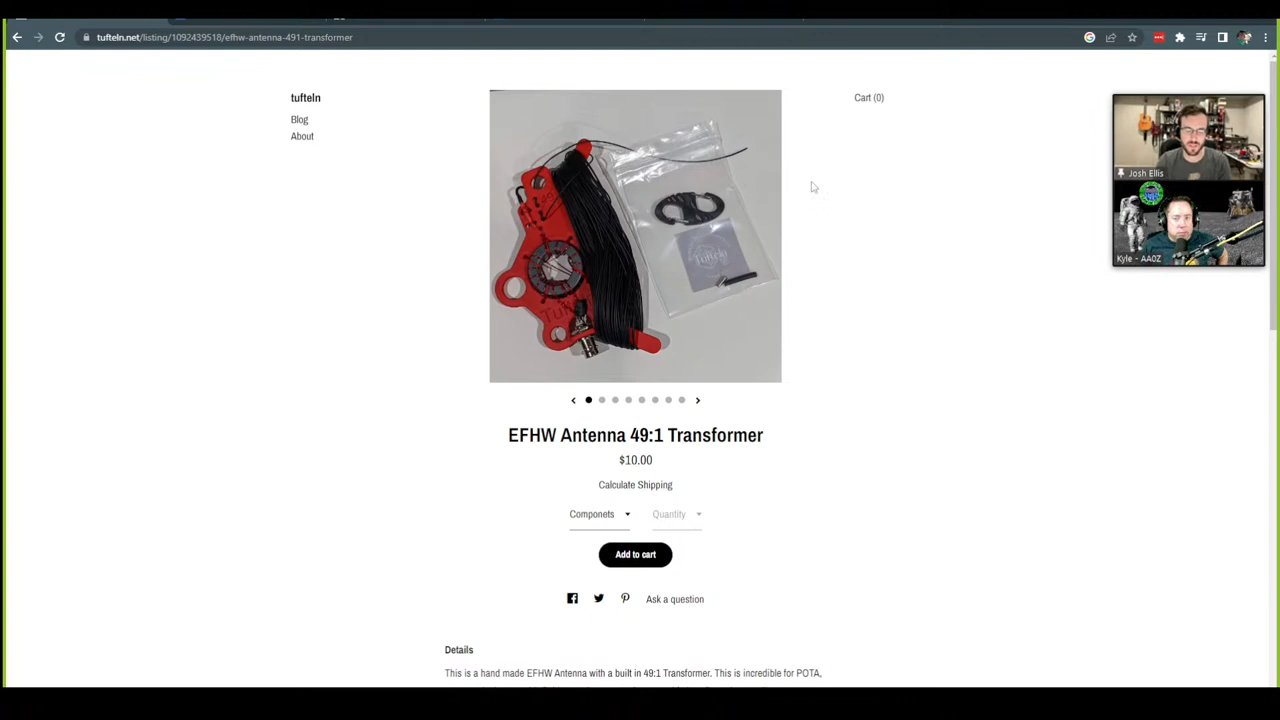 tufteln.net/listing/1092439518/efhw-antenna-491-transformer
tufteln
Blog
About
Cart (0)
Josh Ellis
Kyle - AA0Z
EFHW Antenna 49:1 Transformer
$10.00
Calculate Shipping
Componets
Quantity
Add to cart
Ask a question
Details
This is a hand made EFHW Antenna with a built in 49:1 Transformer. This is incredible for POTA,